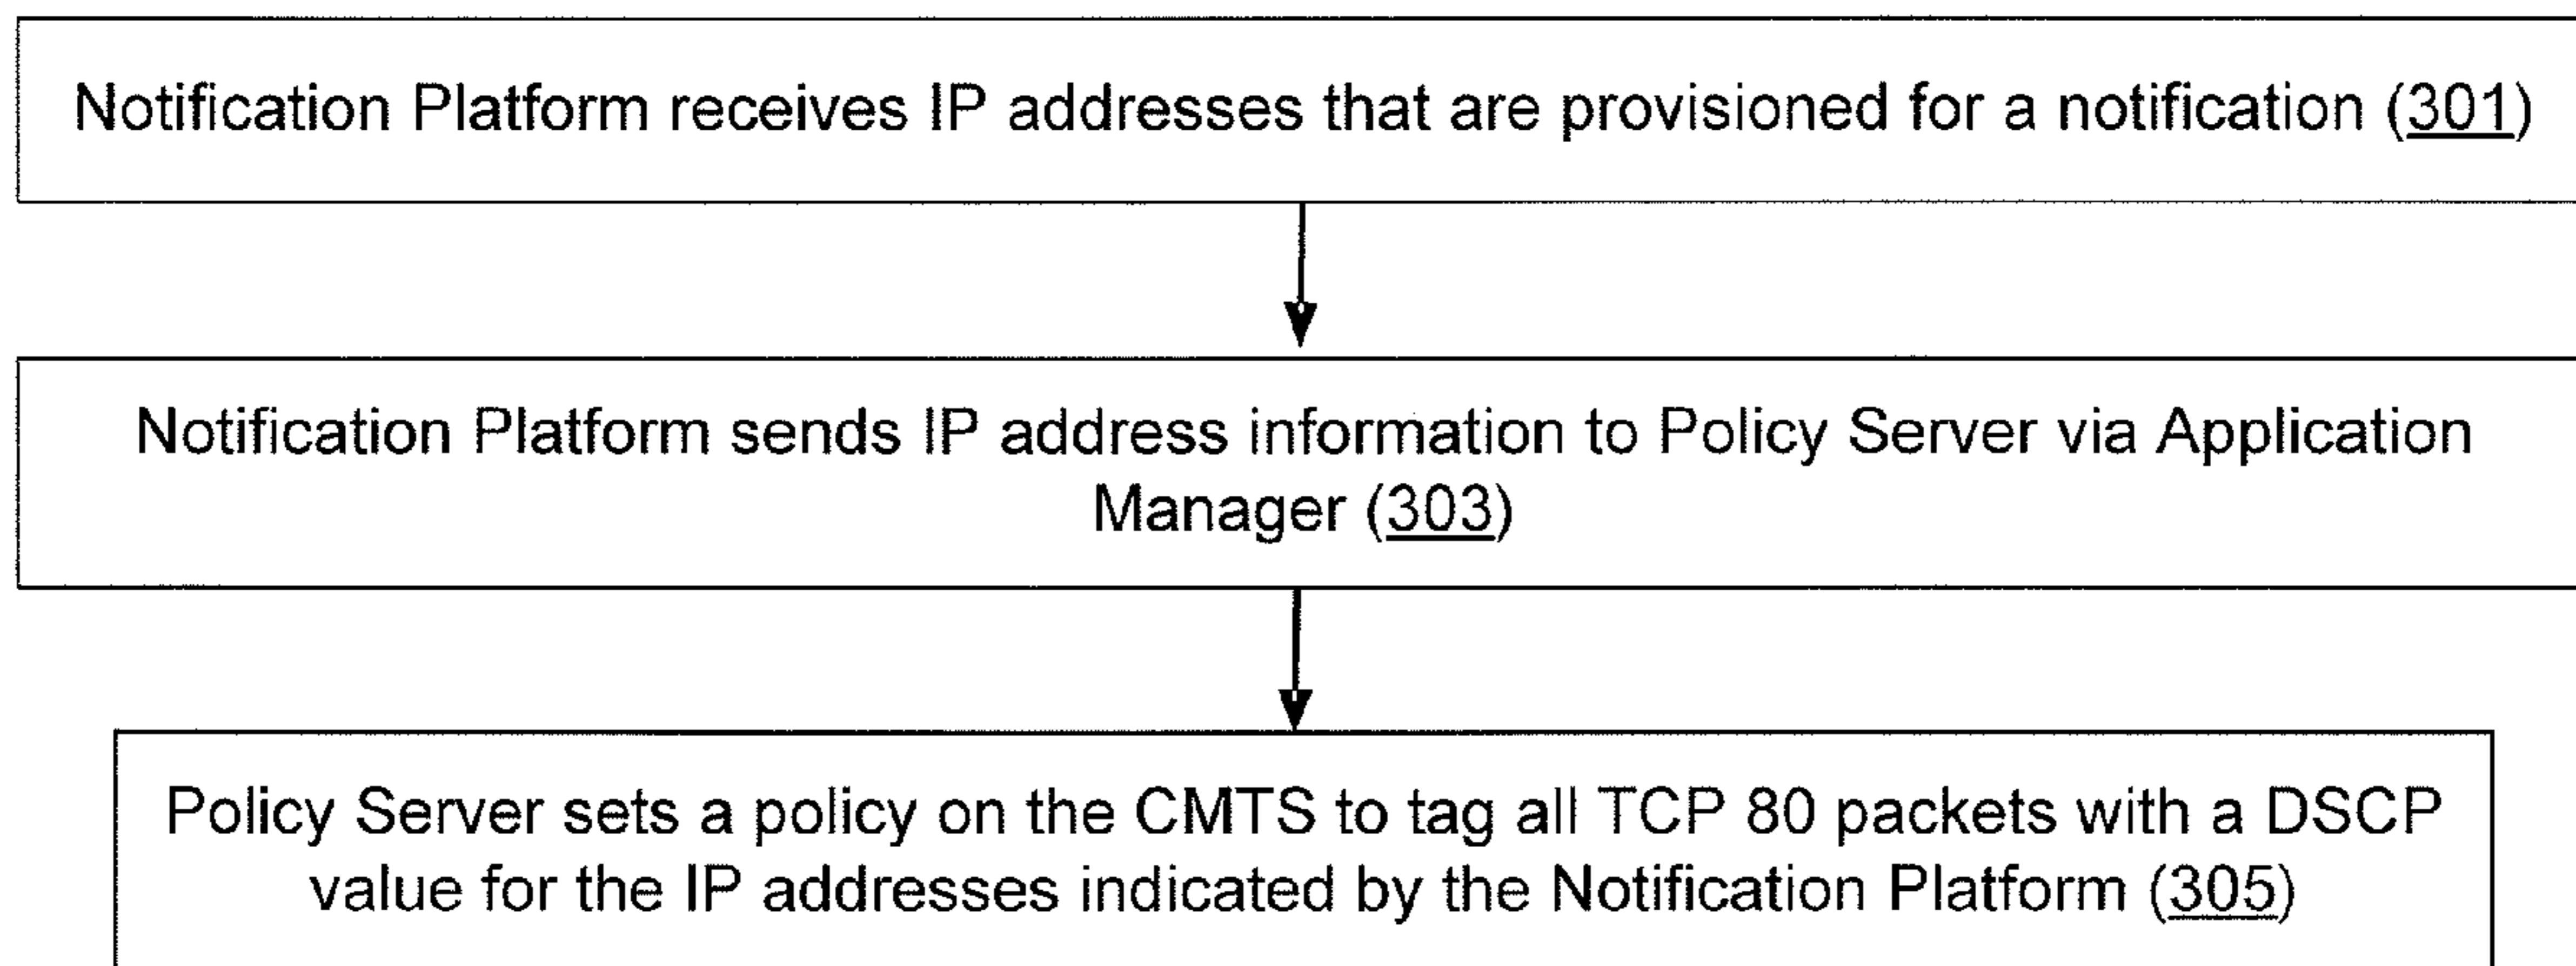 Notification Platform receives IP addresses that are provisioned for a notification (301)
Notification Platform sends IP address information to Policy Server via Application
Manager (303)
Policy Server sets a policy on the CMTS to tag all TCP 80 packets with a DSCP
value for the IP addresses indicated by the Notification Platform (305)